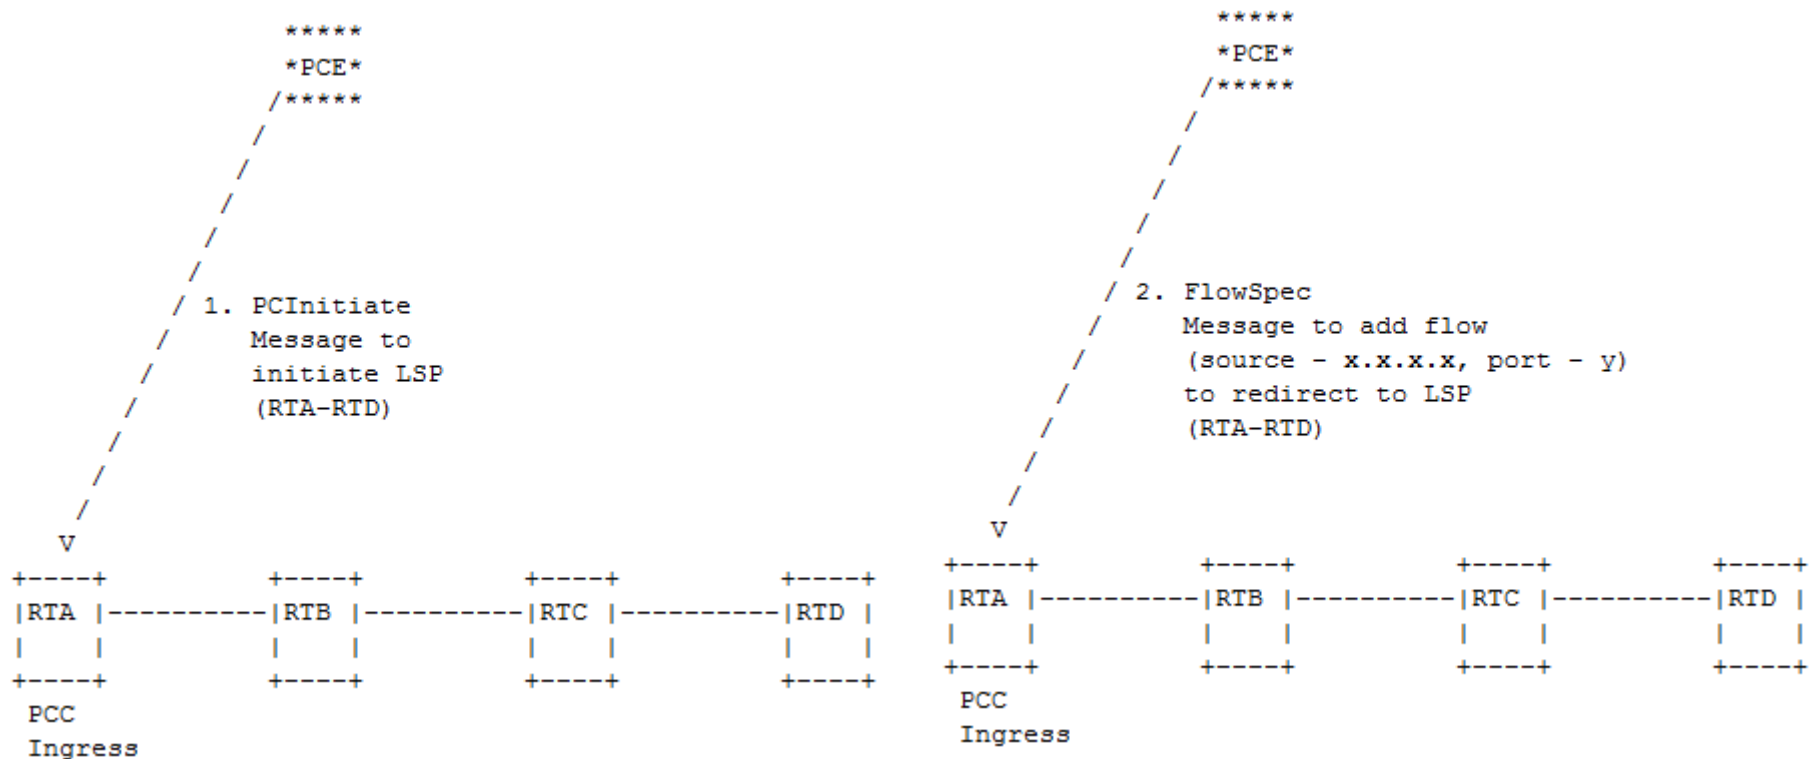 *****
*PCE*
/*****
1. PCInitiate
Message to
initiate LSP
(RTA-RTD)
V
+----+ +----+ +----+ +----+
|RTA |----------|RTB |----------|RTC |----------|RTD |
| | | | | | | |
+----+ +----+ +----+ +----+
PCC
Ingress
*****
*PCE*
/*****
2. FlowSpec
Message to add flow
(source - x.x.x.x, port - y)
to redirect to LSP
(RTA-RTD)
V
+----+ +----+ +----+ +----+
|RTA |----------|RTB |----------|RTC |----------|RTD |
| | | | | | | |
+----+ +----+ +----+ +----+
PCC
Ingress